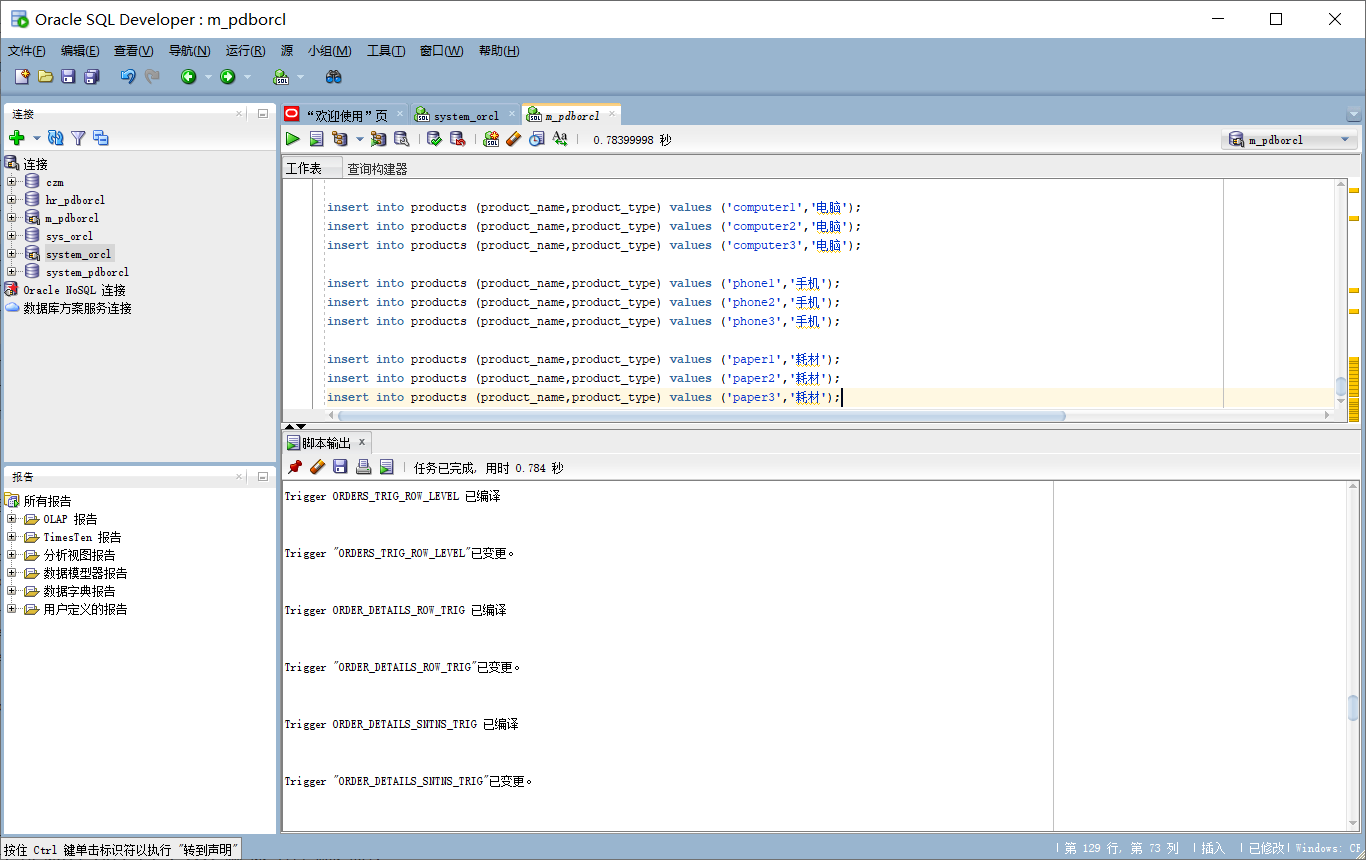 Oracle SQL Developer : m_pdborcl
文件(F) 编辑(E) 查看(V) 导航(N) 运行(R) 源 小组(M) 工具(T) 窗口(W) 帮助(H)
连接
连接
czm
hr_pdborcl
m_pdborcl
sys_orcl
system_orcl
system_pdborcl
Oracle NoSQL 连接
数据库方案服务连接
报告
所有报告
OLAP 报告
TimesTen 报告
分析视图报告
数据模型器报告
数据字典报告
用户定义的报告
“欢迎使用”页 system_orcl m_pdborcl
0.78399998 秒 m_pdborcl
工作表 查询构建器
insert into products (product_name,product_type) values ('computer1','电脑');
insert into products (product_name,product_type) values ('computer2','电脑');
insert into products (product_name,product_type) values ('computer3','电脑');
insert into products (product_name,product_type) values ('phone1','手机');
insert into products (product_name,product_type) values ('phone2','手机');
insert into products (product_name,product_type) values ('phone3','手机');
insert into products (product_name,product_type) values ('paper1','耗材');
insert into products (product_name,product_type) values ('paper2','耗材');
insert into products (product_name,product_type) values ('paper3','耗材');
脚本输出 x
任务已完成, 用时 0.784 秒
Trigger ORDERS_TRIG_ROW_LEVEL 已编译
Trigger "ORDERS_TRIG_ROW_LEVEL"已变更。
Trigger ORDER_DETAILS_ROW_TRIG 已编译
Trigger "ORDER_DETAILS_ROW_TRIG"已变更。
Trigger ORDER_DETAILS_SNTNS_TRIG 已编译
Trigger "ORDER_DETAILS_SNTNS_TRIG"已变更。
按住 Ctrl 键单击标识符以执行 "转到声明"
第 129 行, 第 73 列 插入 已修改 Windows: CR